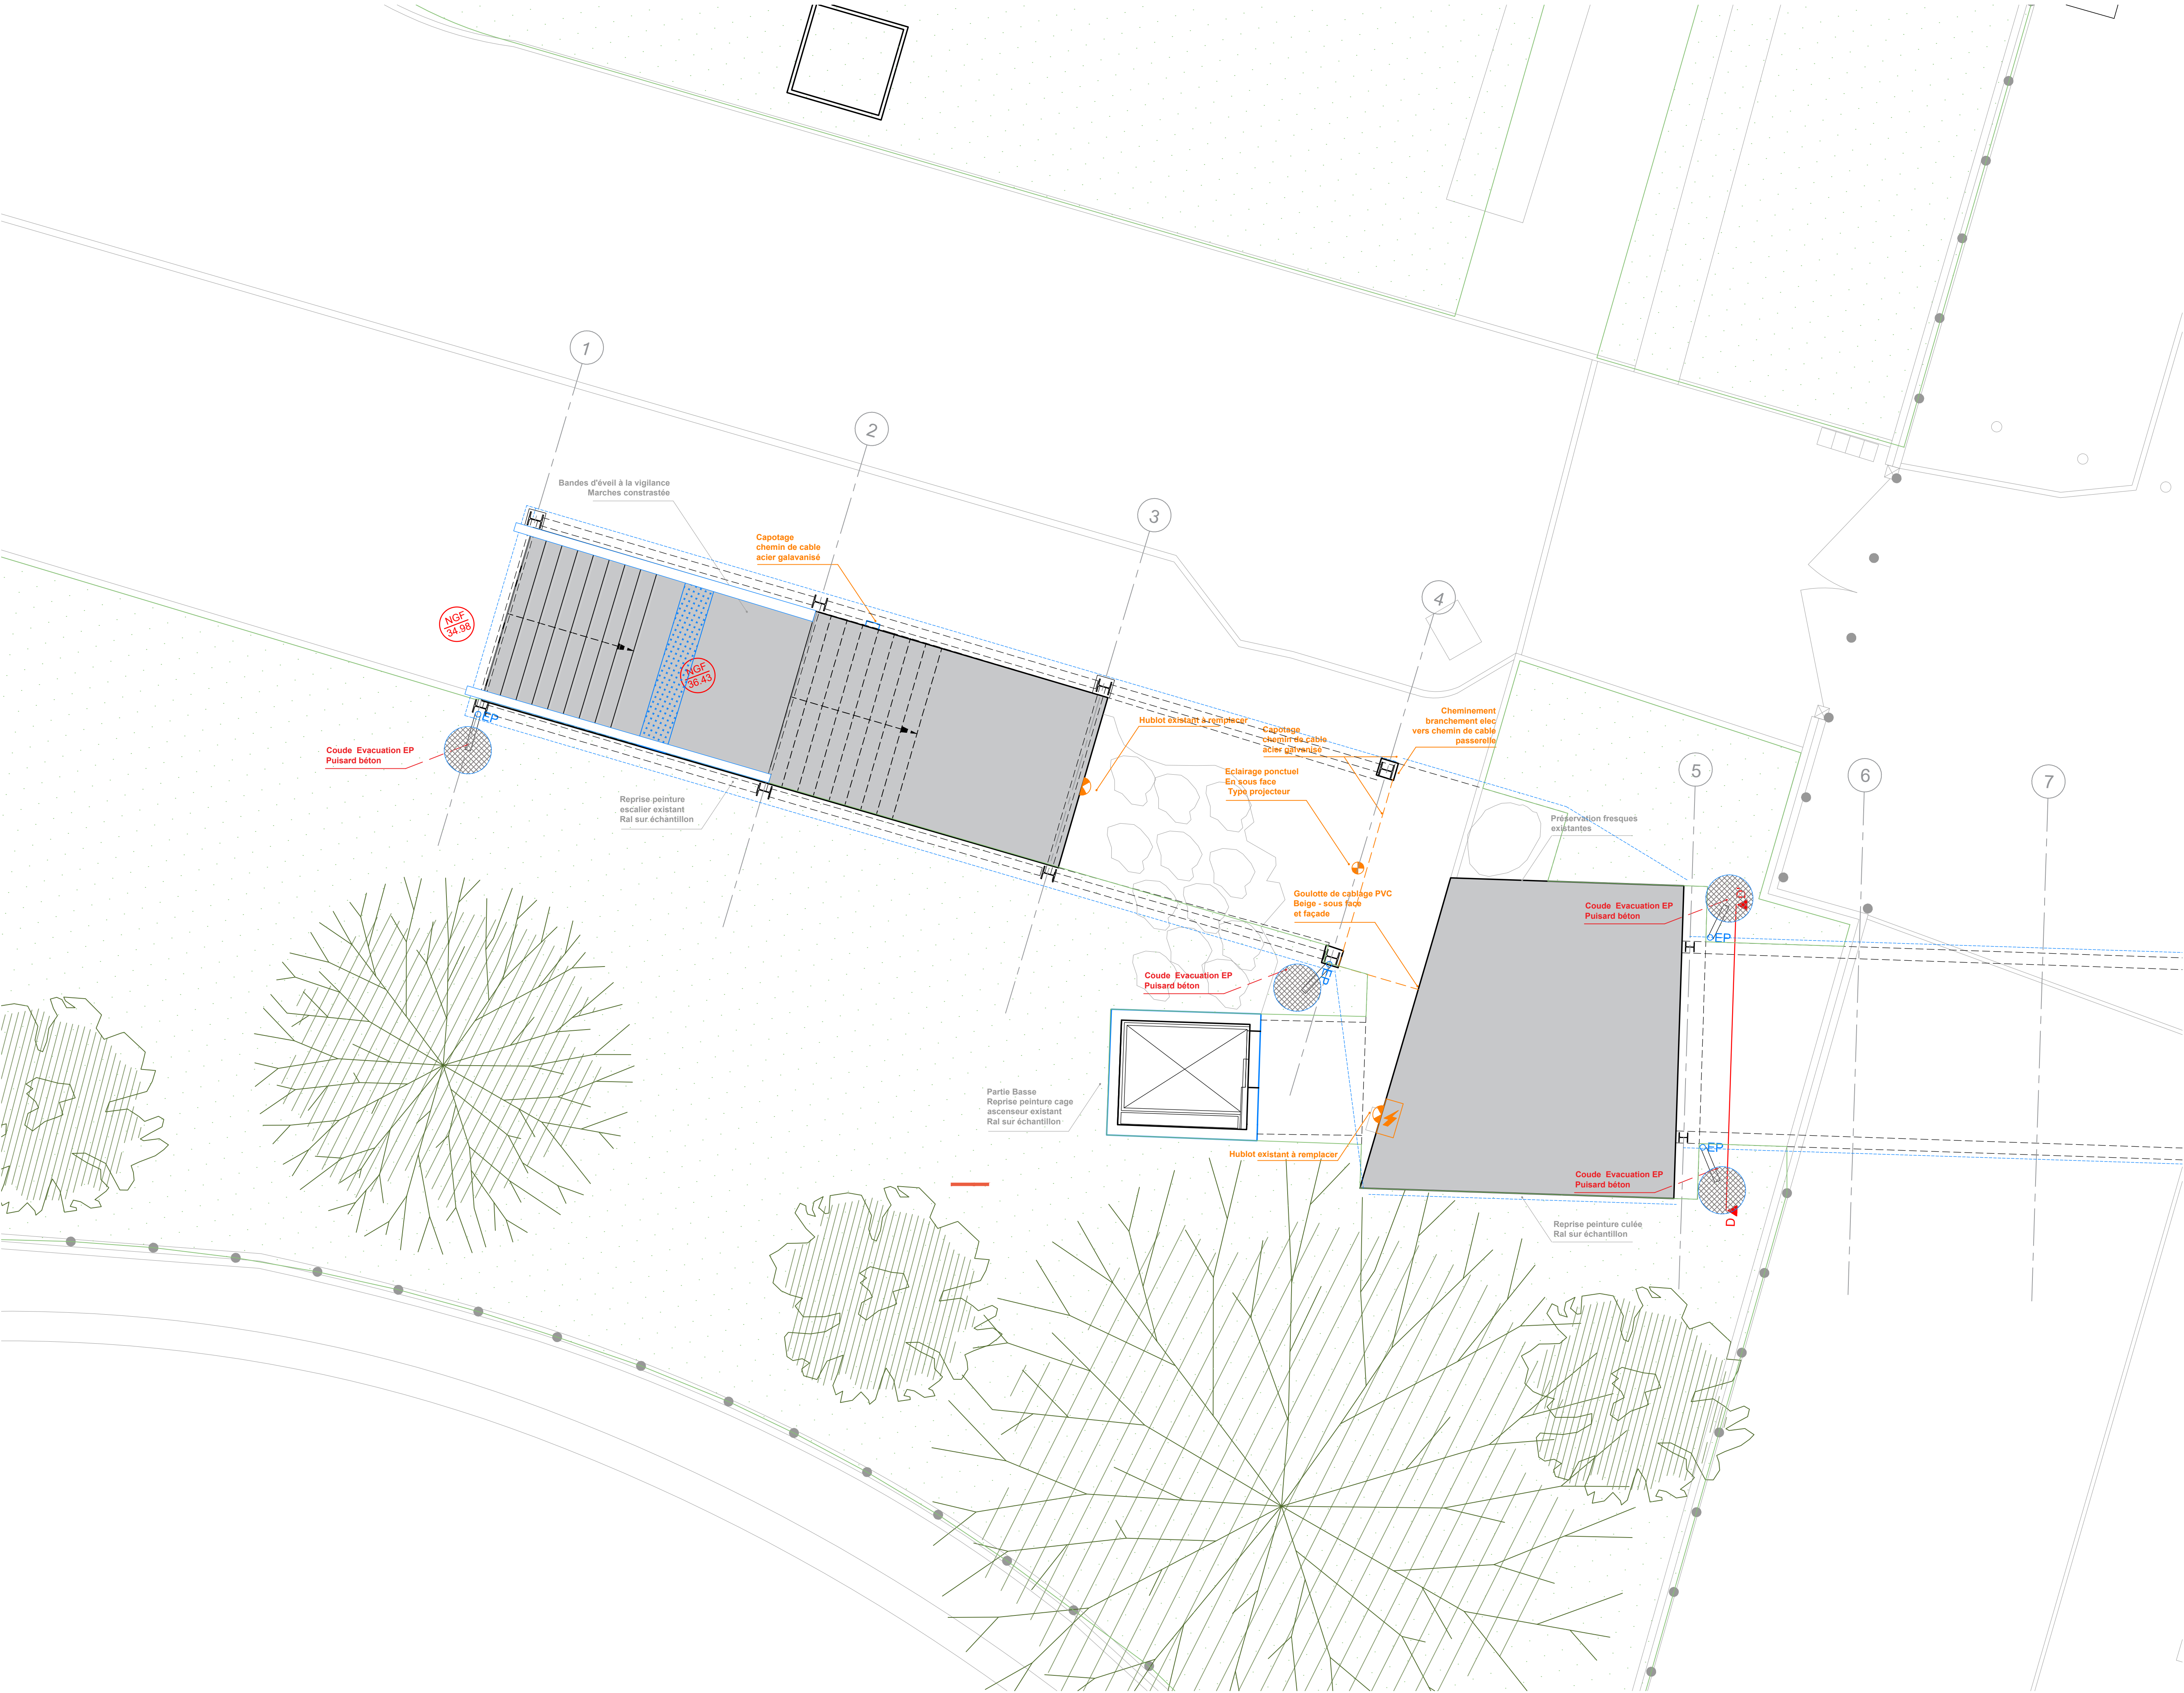 1
2
3
4
5
6
7
Bandes d'éveil à la vigilance
Marches constrastée
Capotage
chemin de cable
acier galavanisé
NGF
34.98
NGF
36.43
EP
Coude Evacuation EP
Puisard béton
Reprise peinture
escalier existant
Ral sur échantillon
Hublot existant à remplacer
Capotage
chemin de cable
acier galvanisé
Cheminement
branchement elec
vers chemin de cable
passerelle
Eclairage ponctuel
En sous face
Type projecteur
Préservation fresques
existantes
Goulotte de cablage PVC
Beige - sous face
et façade
Coude Evacuation EP
Puisard béton
D
EP
Coude Evacuation EP
Puisard béton
EP
Partie Basse
Reprise peinture cage
ascenseur existant
Ral sur échantillon
Hublot existant à remplacer
EP
Coude Evacuation EP
Puisard béton
D
Reprise peinture culée
Ral sur échantillon